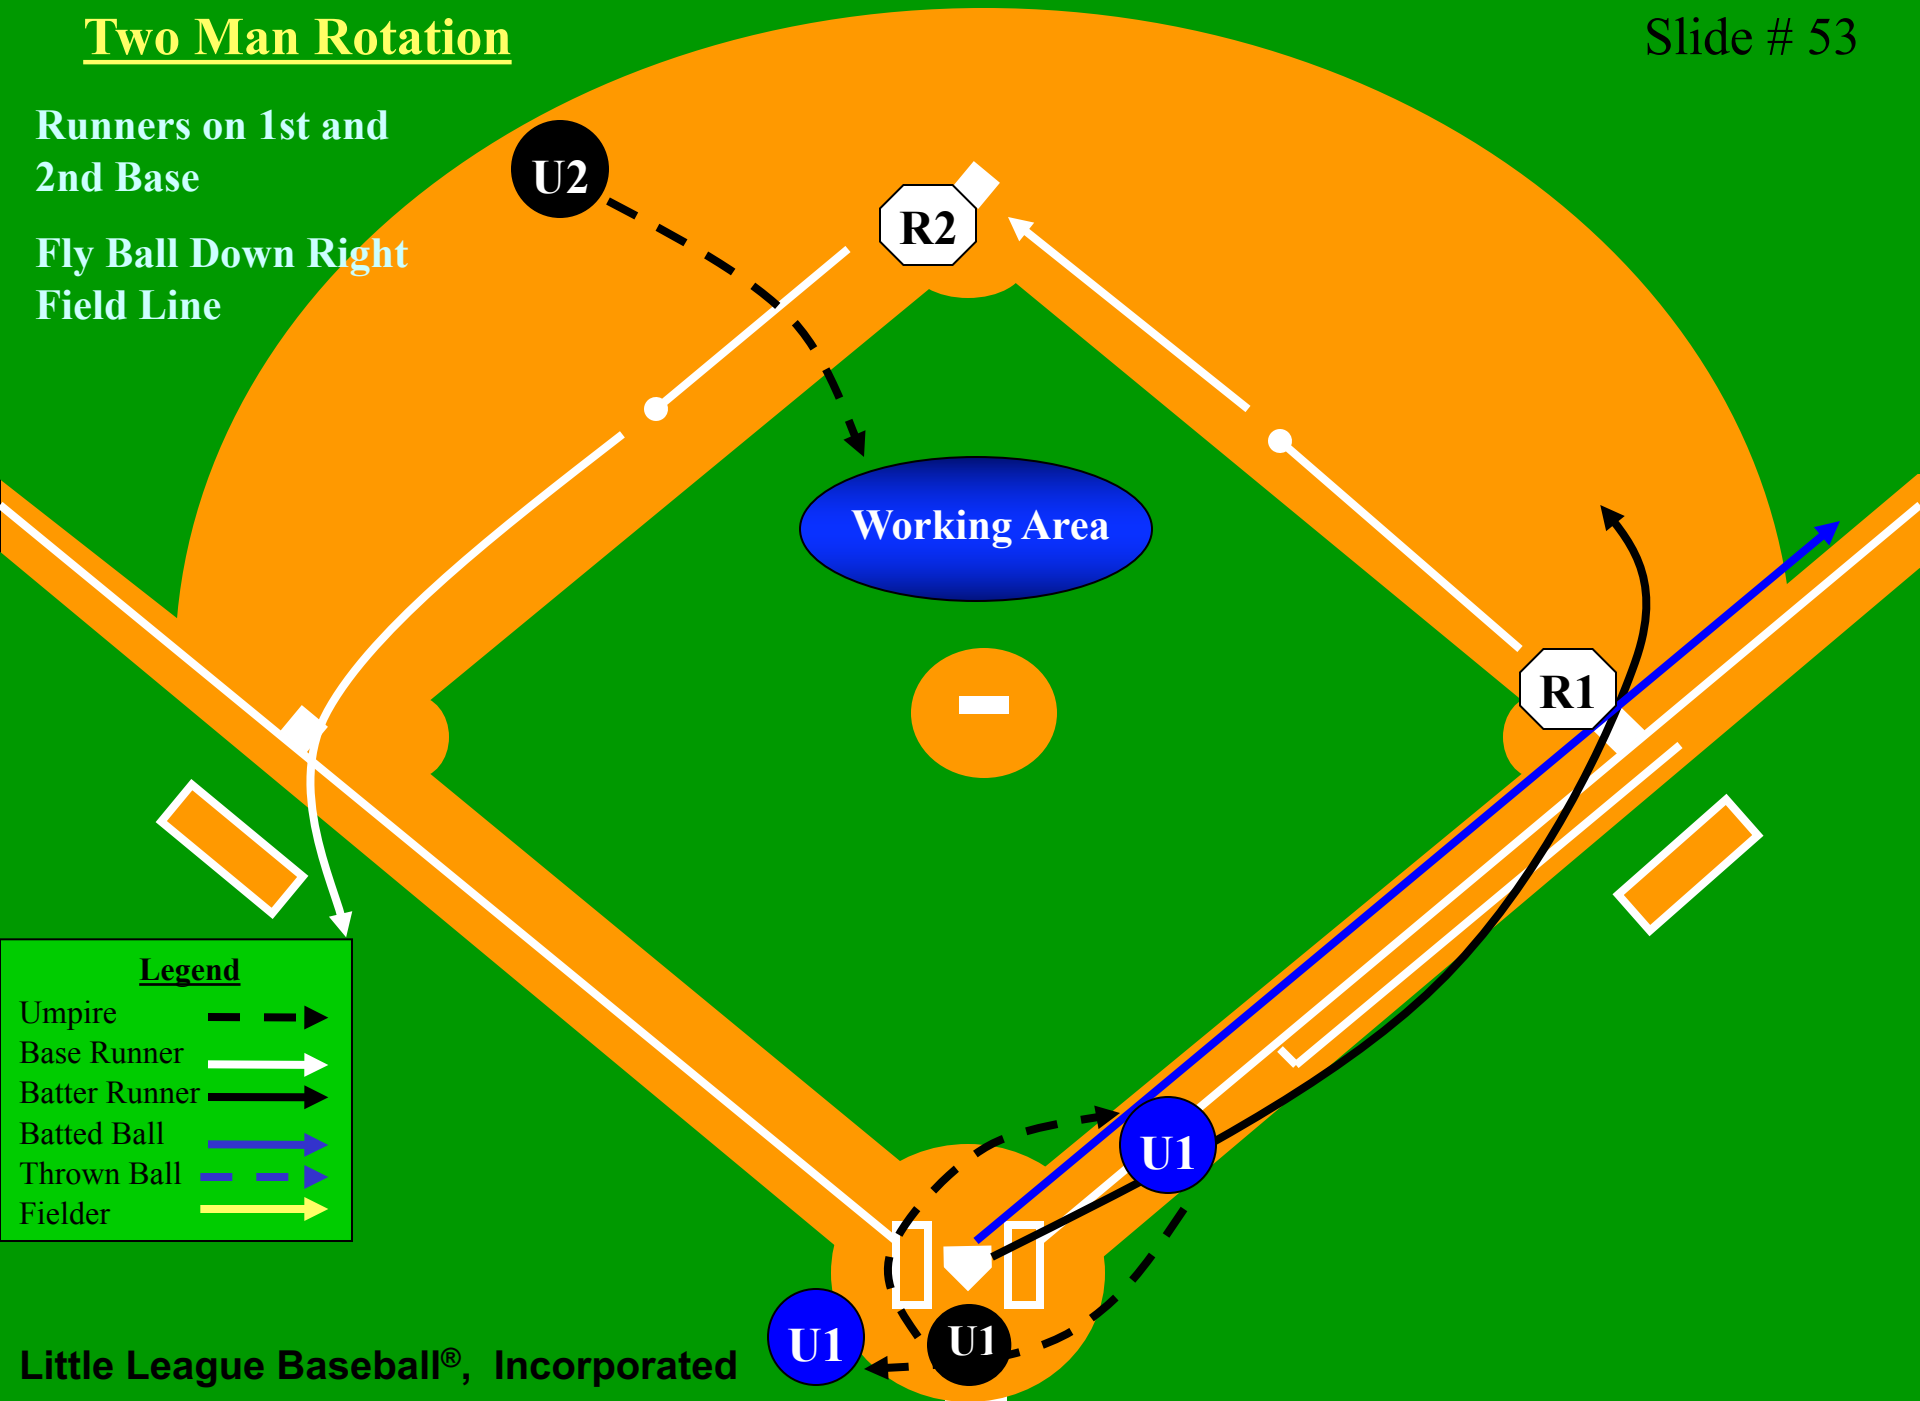 Two Man Rotation
Slide # 53
Runners on 1st and
2nd Base
Fly Ball Down Right
Field Line
U2
R2
Working Area
R1
Legend
Umpire
Base Runner
Batter Runner
Batted Ball
Thrown Ball
Fielder
U1
U1
U1
Little League Baseball®, Incorporated